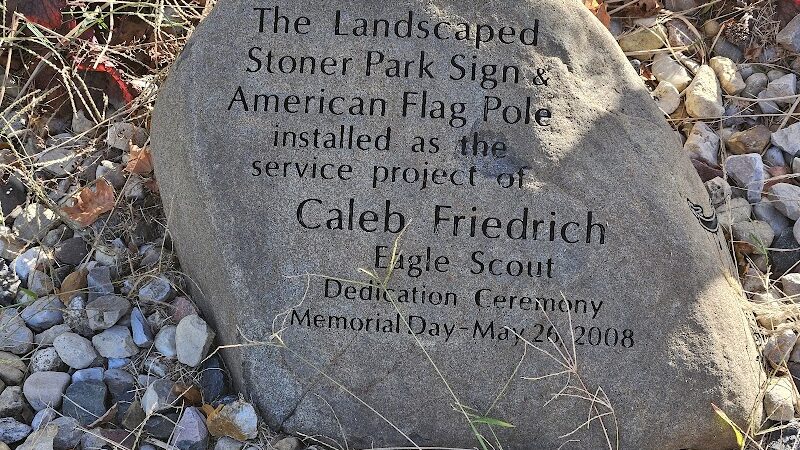 The Landscaped
Stoner Park Sign &
American Flag Pole
installed as the
service project of
Caleb Friedrich
Eagle Scout
Dedication Ceremony
Memorial Day - May 26, 2008